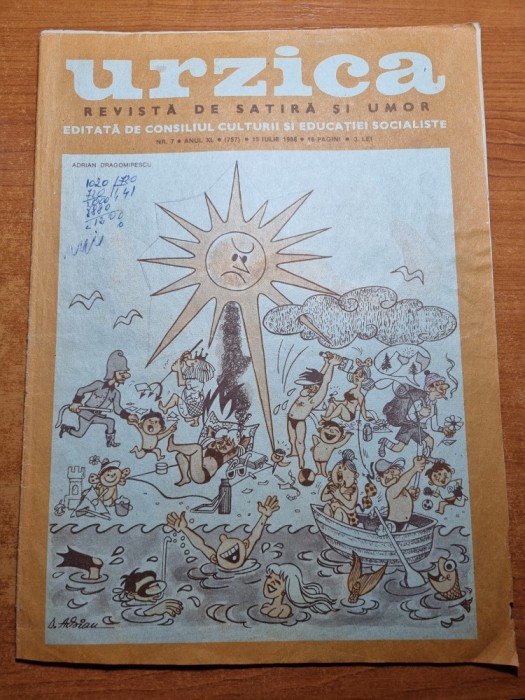 urzica
REVISTĂ DE SATIRĂ ȘI UMOR
EDITATĂ DE CONSILIUL CULTURII ȘI EDUCAȚIEI SOCIALISTE
NR. 7 • ANUL XL • (787) • 15 IULIE 1988 • 16 PAGINI • 3 LEI
ADRIAN DRAGOMIRESCU
1020